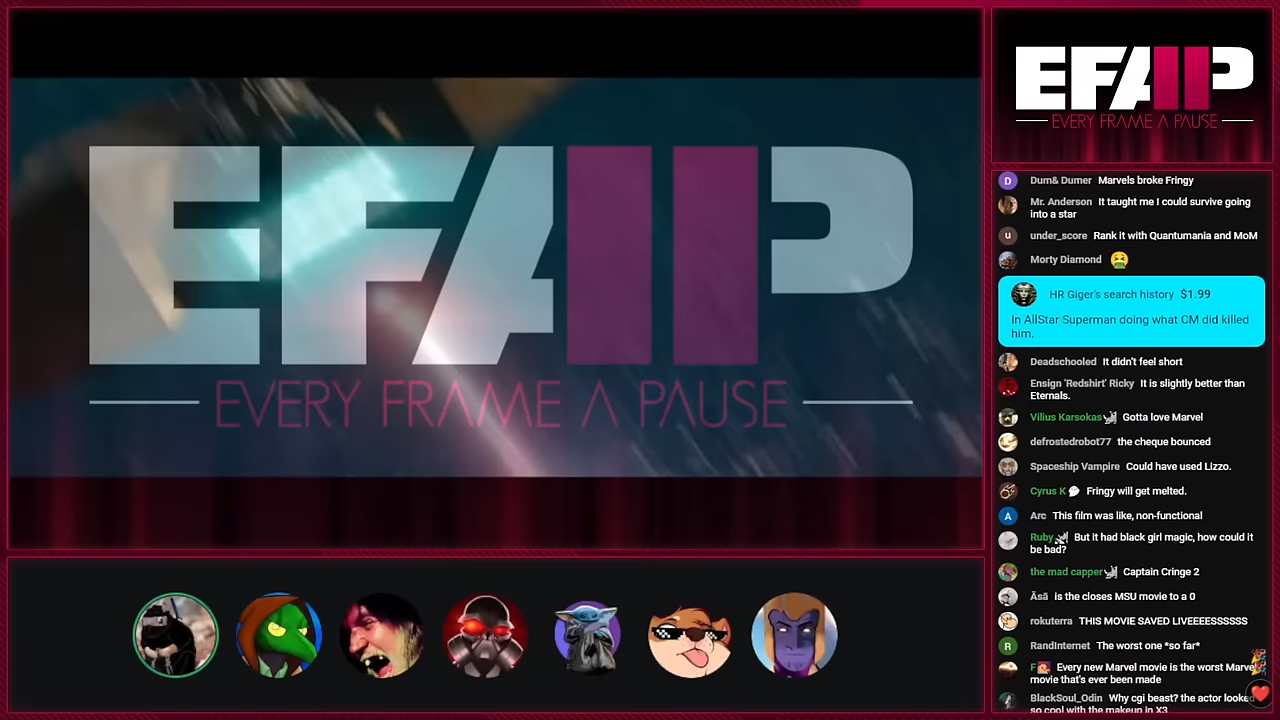 EFAP
EVERY FRAME A PAUSE
EFAP
EVERY FRAME A PAUSE
D Dum& Dumer Marvels broke Fringy
Mr. Anderson It taught me I could survive going
into a star
u under_score Rank it with Quantumania and MoM
Morty Diamond 🤮
HR Giger's search history $1.99
In AllStar Superman doing what CM did killed
him.
Deadschooled It didn't feel short
Ensign 'Redshirt' Ricky It is slightly better than
Eternals.
Vilius Karsokas Gotta love Marvel
defrostedrobot77 the cheque bounced
Spaceship Vampire Could have used Lizzo.
Cyrus K Fringy will get melted.
A Arc This film was like, non-functional
Ruby But it had black girl magic, how could it
be bad?
the mad capper Captain Cringe 2
Āsā is the closes MSU movie to a 0
rokuterra THIS MOVIE SAVED LIVEEEESSSSSS
R RandInternet The worst one *so far*
F Every new Marvel movie is the worst Marvel
movie that's ever been made
BlackSoul_Odin Why cgi beast? the actor looked
so cool with the makeup in X3